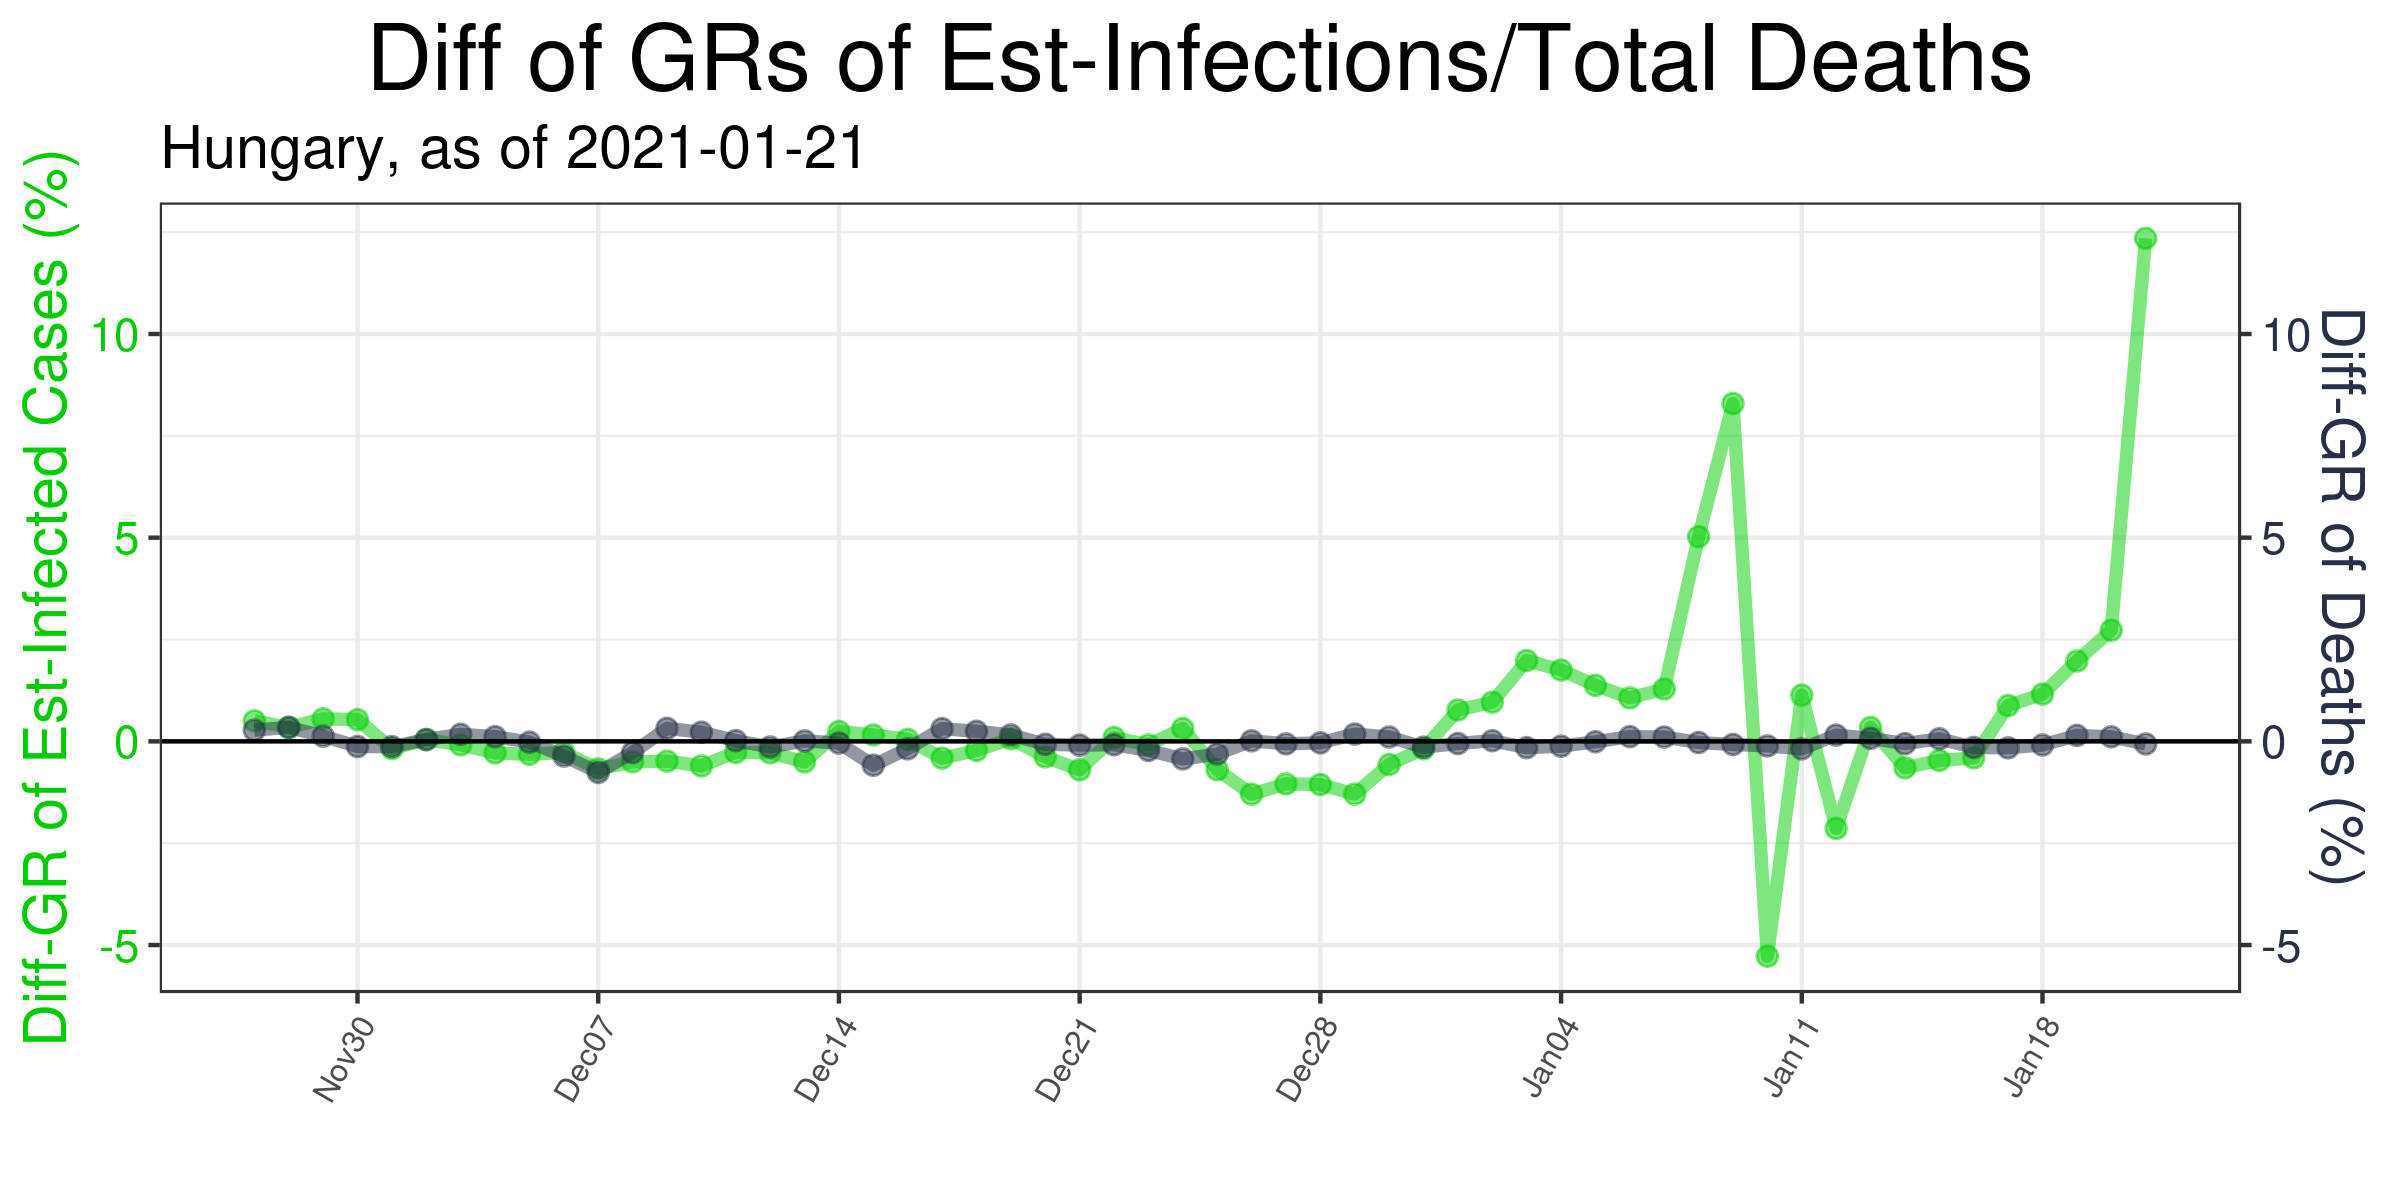 Diff of GRs of Est-Infections/Total Deaths
Hungary, as of 2021-01-21
Diff-GR of Est-Infected Cases (%)
10
5
0
-5
10
5
0
-5
Diff-GR of Deaths (%)
Nov30
Dec07
Dec14
Dec21
Dec28
Jan04
Jan11
Jan18